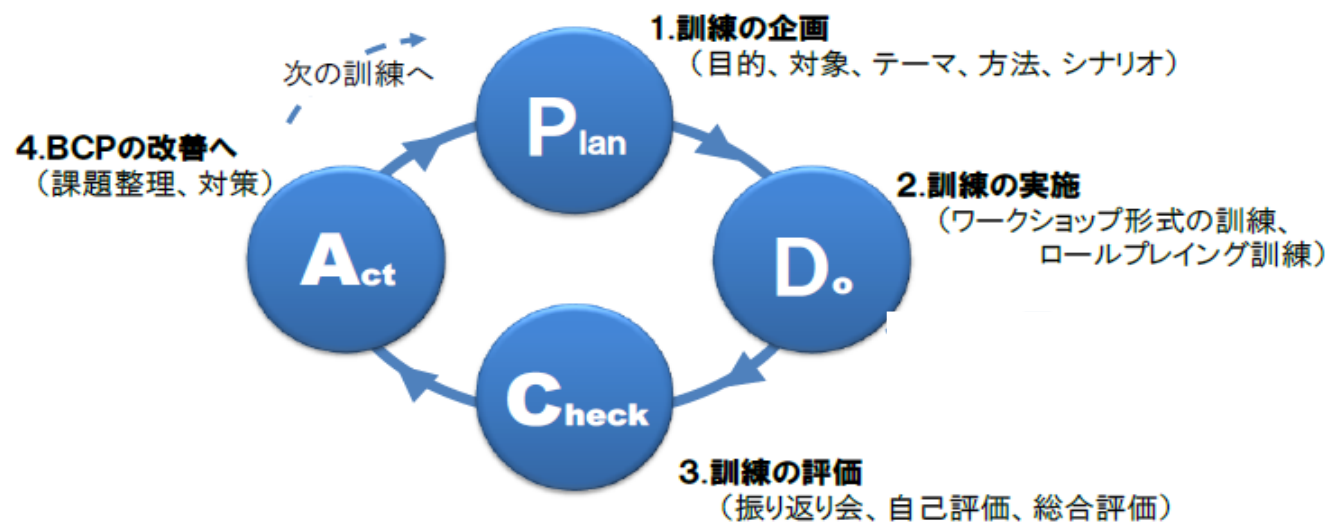 1.訓練の企画
（目的、対象、テーマ、方法、シナリオ）
次の訓練へ
Plan
4.BCPの改善へ
（課題整理、対策）
2.訓練の実施
（ワークショップ形式の訓練、
ロールプレイング訓練）
Act
Do
Check
3.訓練の評価
（振り返り会、自己評価、総合評価）